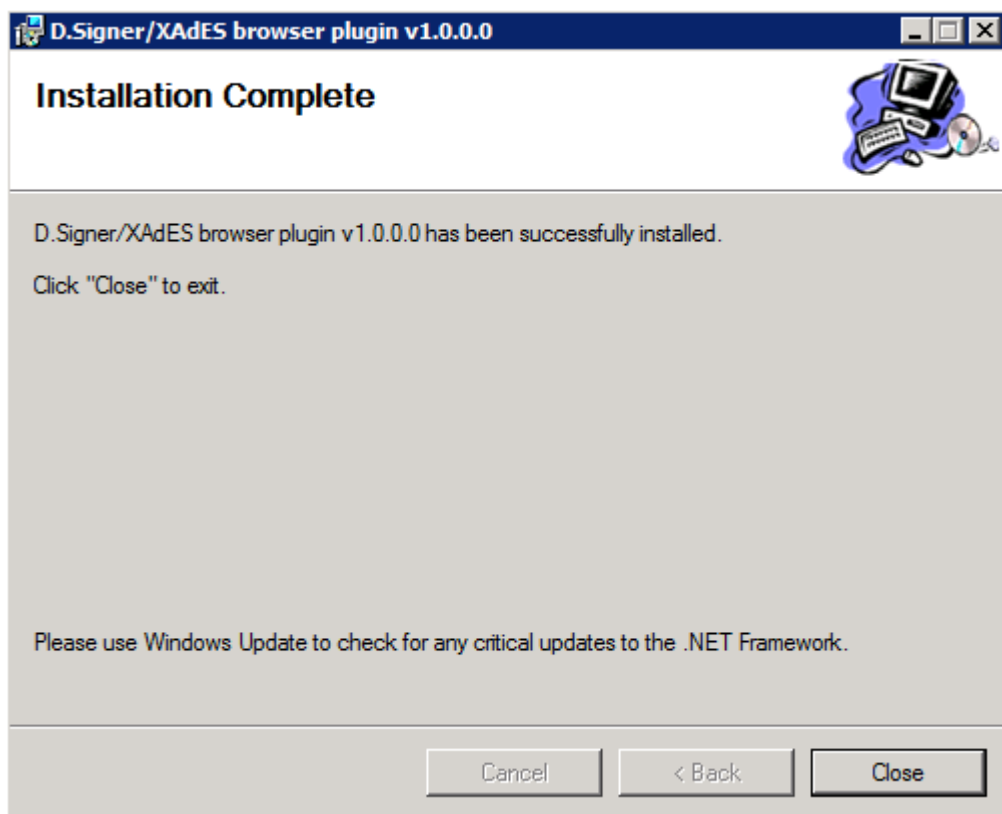 D.Signer/XAdES browser plugin v1.0.0.0
Installation Complete
D.Signer/XAdES browser plugin v1.0.0.0 has been successfully installed.
Click "Close" to exit.
Please use Windows Update to check for any critical updates to the .NET Framework.
Cancel
< Back
Close